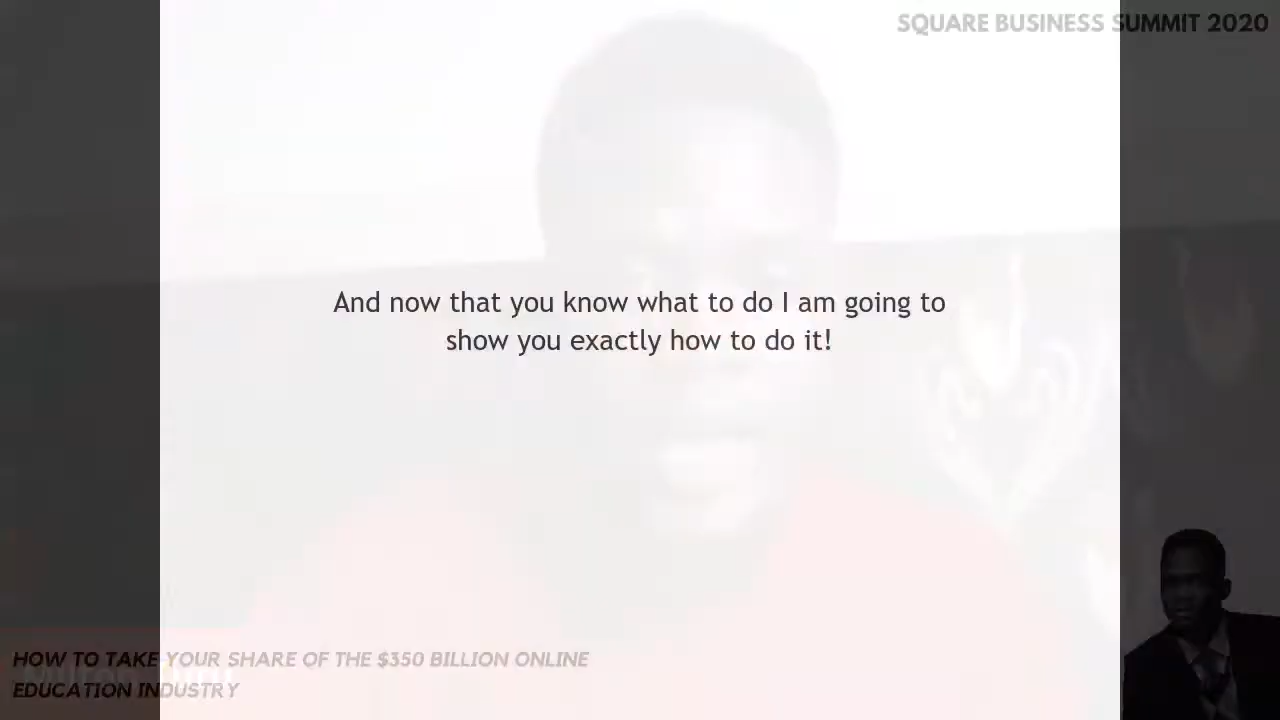 SQUARE BUSINESS SUMMIT 2020
And now that you know what to do I am going to
show you exactly how to do it!
HOW TO TAKE YOUR SHARE OF THE $350 BILLION ONLINE
EDUCATION INDUSTRY